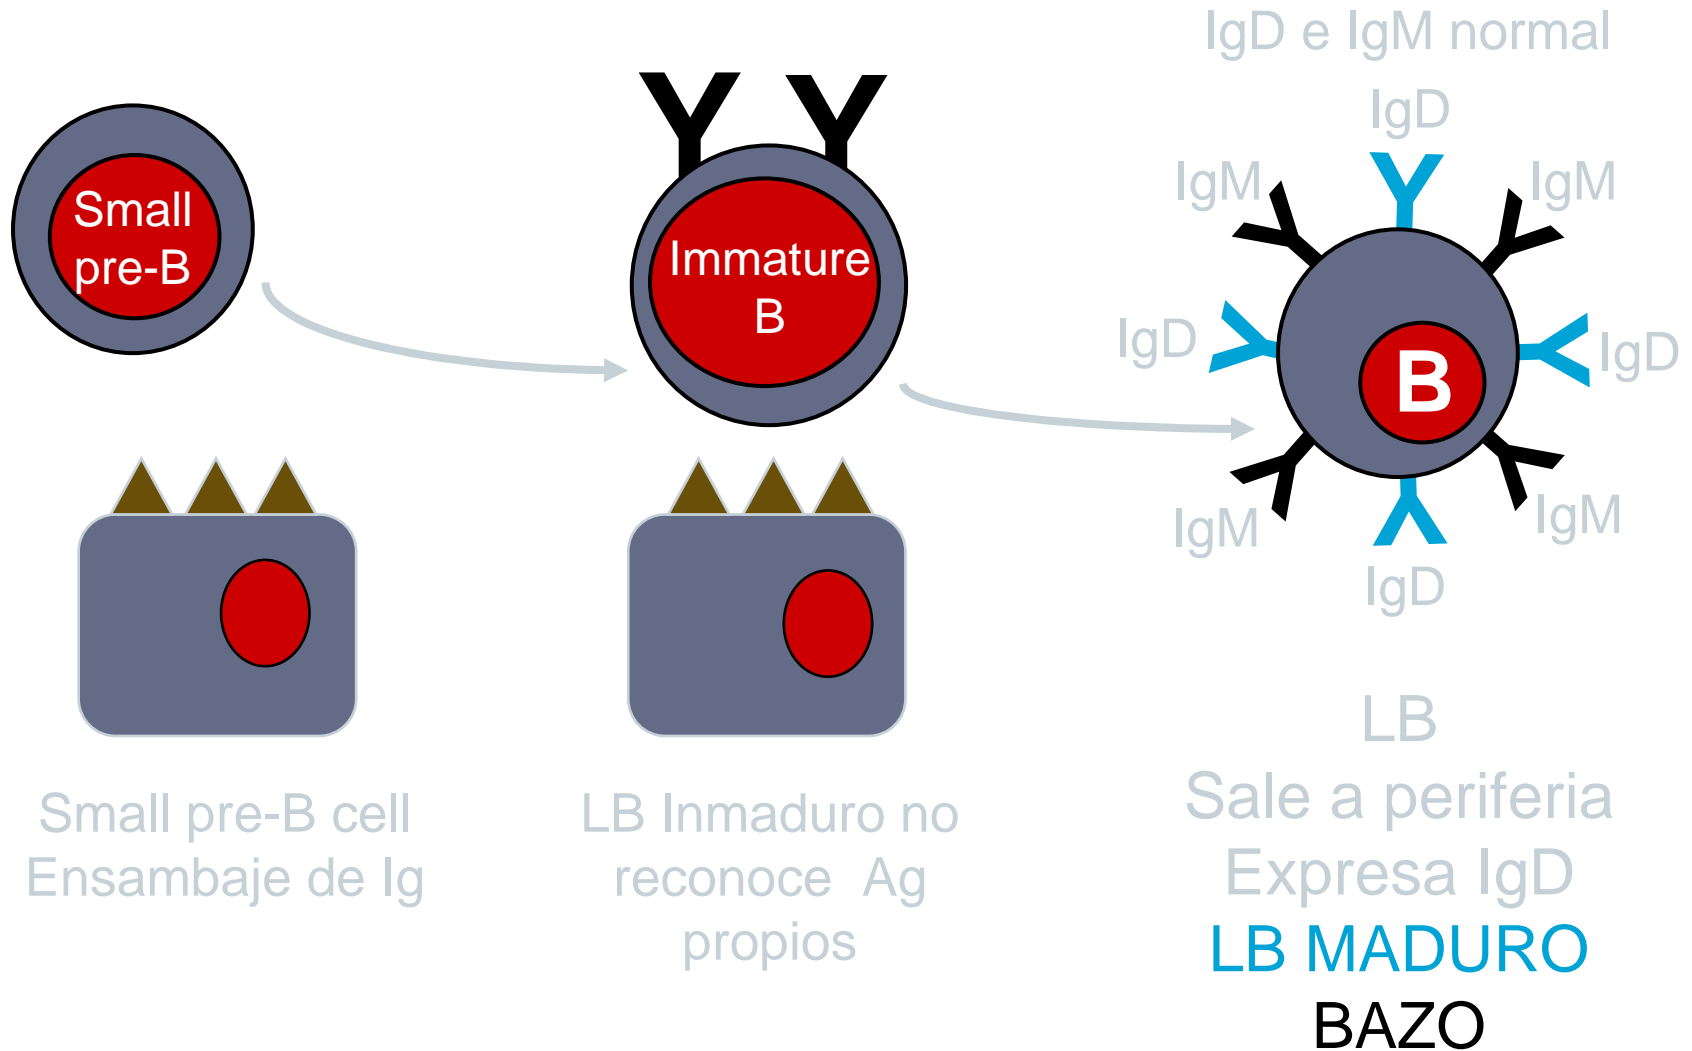 IgD e IgM normal
IgD
IgM
IgM
Small
pre-B
Immature
B
IgD
IgD
B
IgM
IgM
IgD
Small pre-B cell
Ensambaje de Ig
LB Inmaduro no
reconoce Ag
propios
LB
Sale a periferia
Expresa IgD
LB MADURO
BAZO